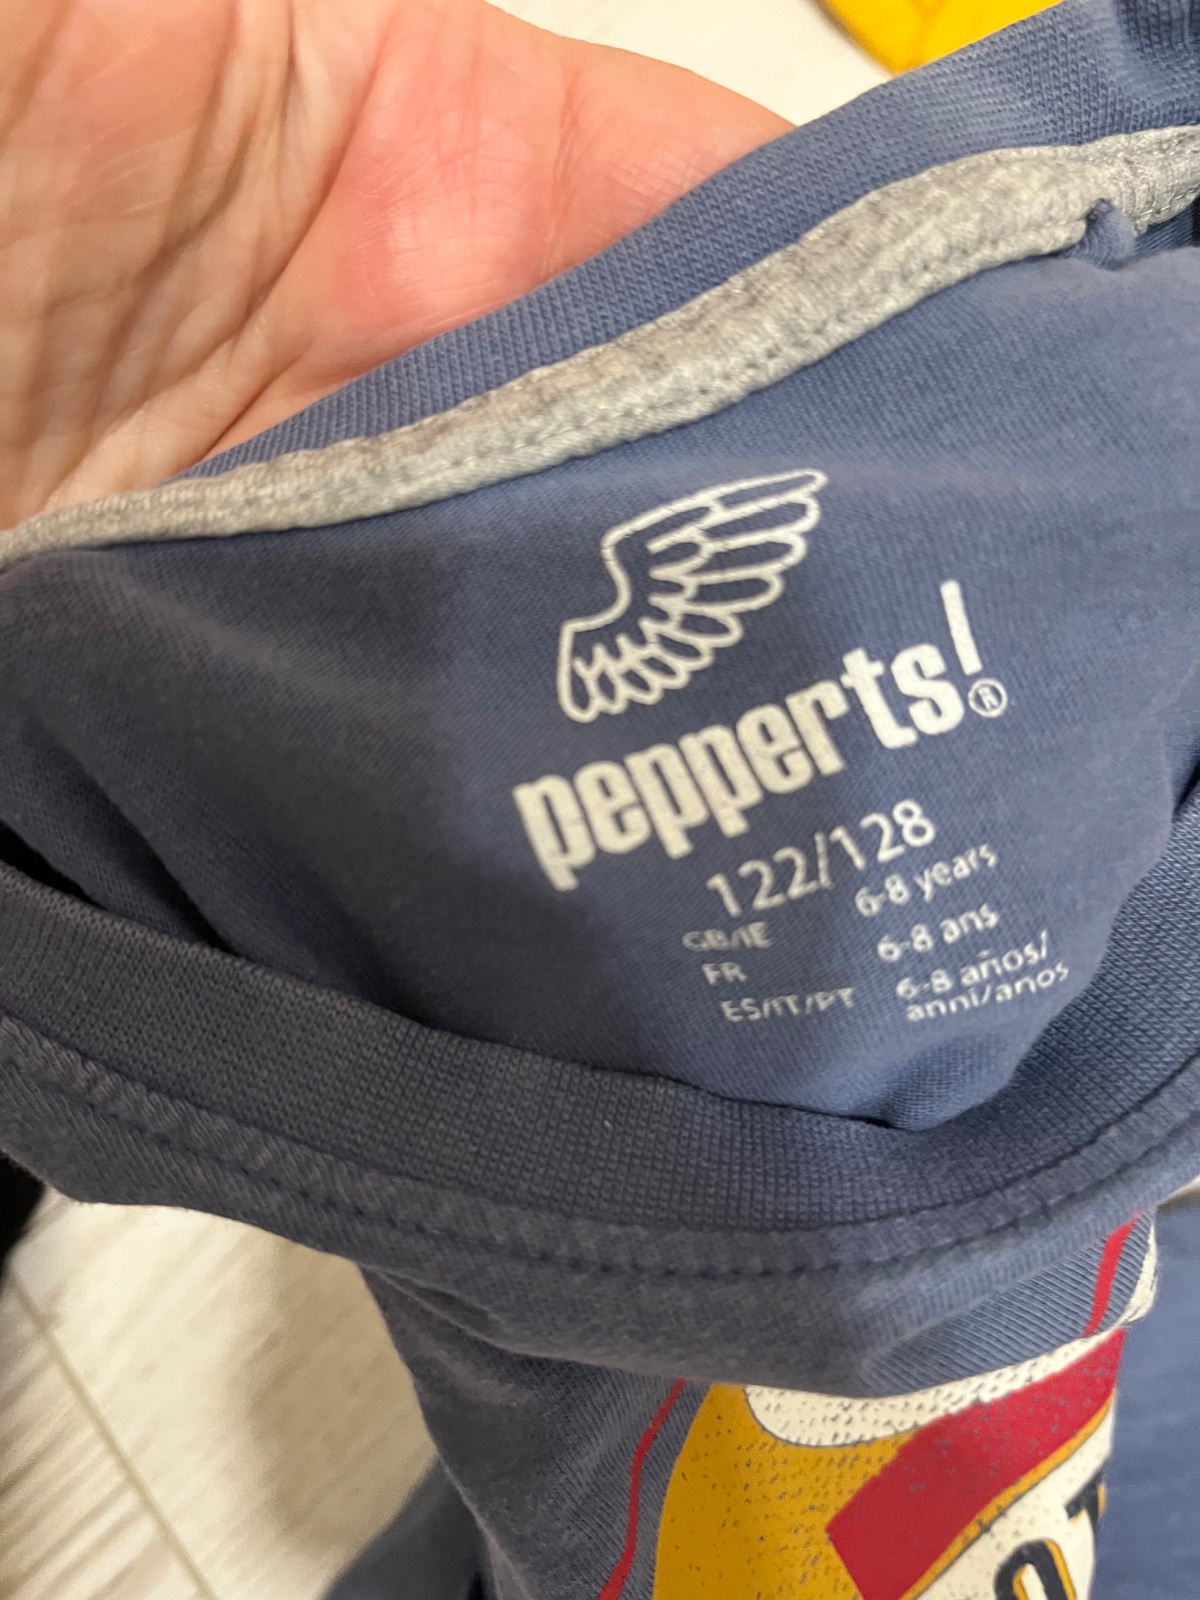 pepperts!®
122/128
GB/IE 6-8 years
FR 6-8 ans
ES/IT/PT 6-8 años/
anni/anos